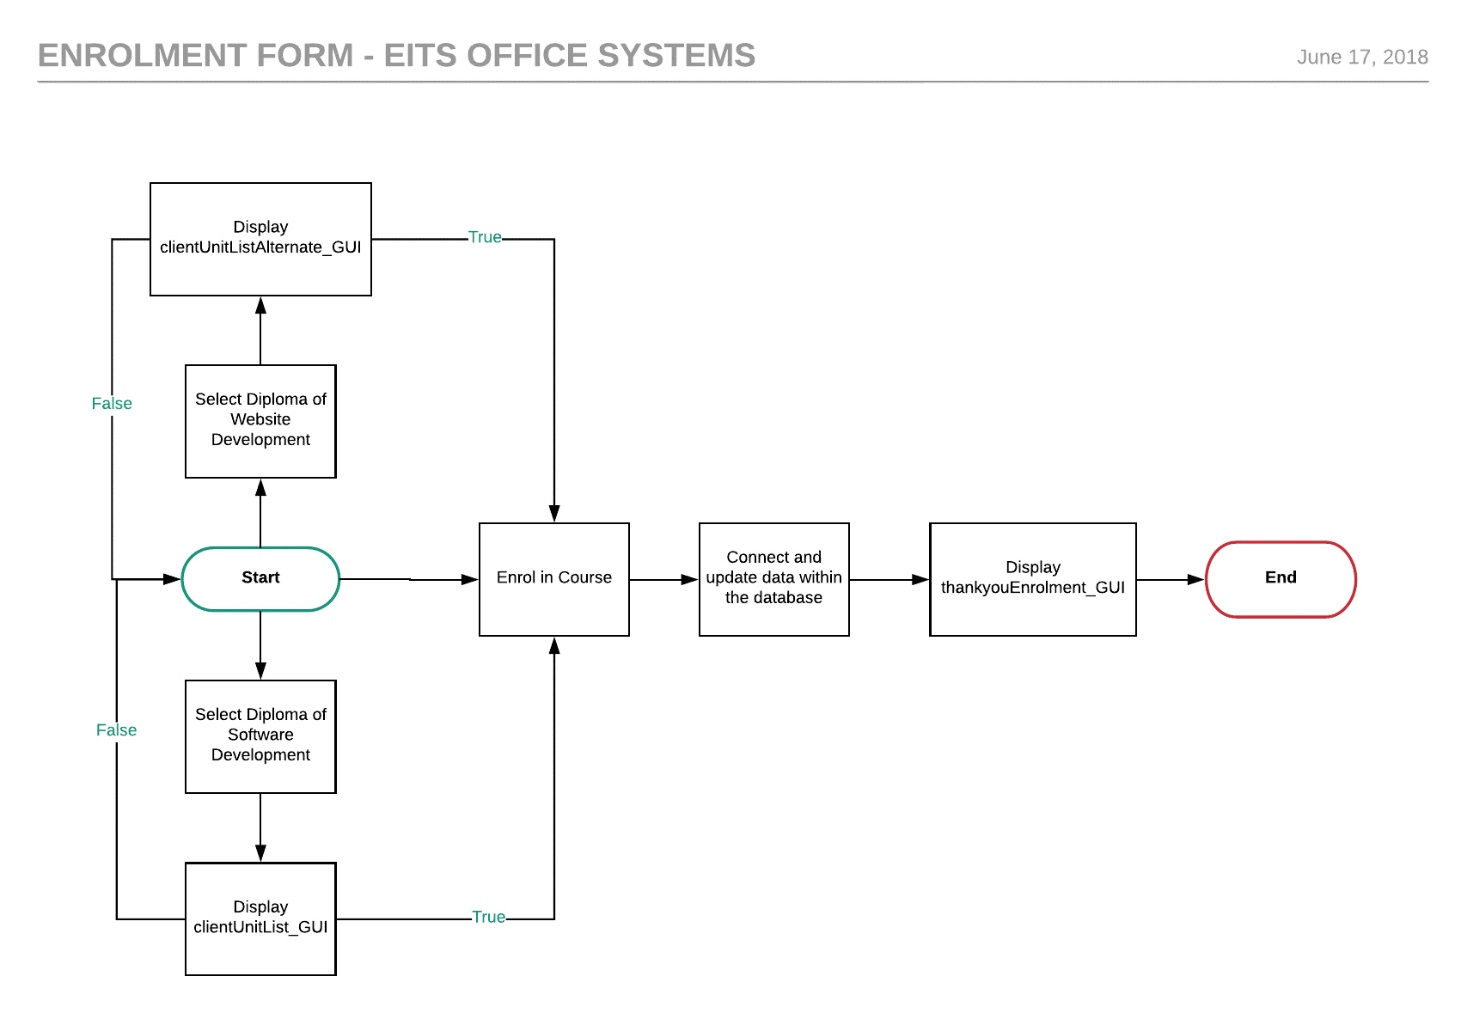 ENROLMENT FORM - EITS OFFICE SYSTEMS
June 17, 2018
Display
clientUnitListAlternate_GUI
True
False
Select Diploma of
Website
Development
Start
Enrol in Course
Connect and
update data within
the database
Display
thankyouEnrolment_GUI
End
False
Select Diploma of
Software
Development
Display
clientUnitList_GUI
True